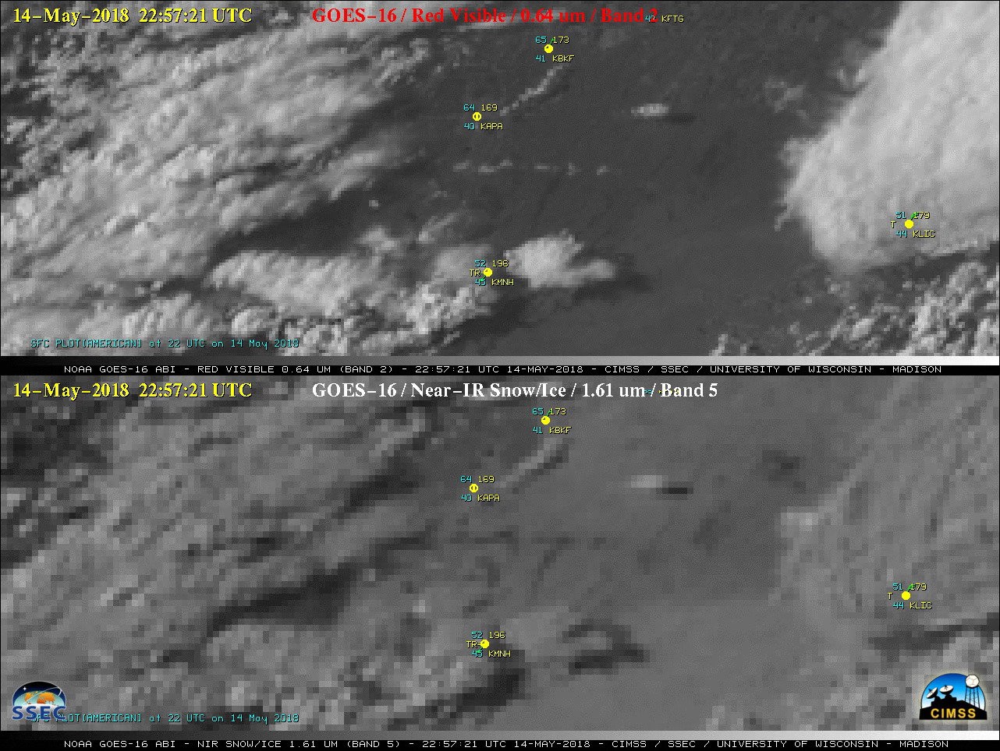 14-May-2018 22:57:21 UTC
GOES-16 / Red Visible / 0.64 um / Band 2
KFTG
65 173
41 KBKF
64 169
40 KAPA
51 179
T
44 KLIC
52 196
TR-
45 KMNH
SFC PLOT[AMERICAN] at 22 UTC on 14 May 2018
NOAA GOES-16 ABI - RED VISIBLE 0.64 UM (BAND 2) - 22:57:21 UTC 14-MAY-2018 - CIMSS / SSEC / UNIVERSITY OF WISCONSIN - MADISON
14-May-2018 22:57:21 UTC
GOES-16 / Near-IR Snow/Ice / 1.61 um / Band 5
65 173
41 KBKF
64 169
40 KAPA
51 179
T
44 KLIC
52 196
TR-
45 KMNH
SSEC
CIMSS
PLOT[AMERICAN] at 22 UTC on 14 May 2018
NOAA GOES-16 ABI - NIR SNOW/ICE 1.61 UM (BAND 5) - 22:57:21 UTC 14-MAY-2018 - CIMSS / SSEC / UNIVERSITY OF WISCONSIN - MADISON